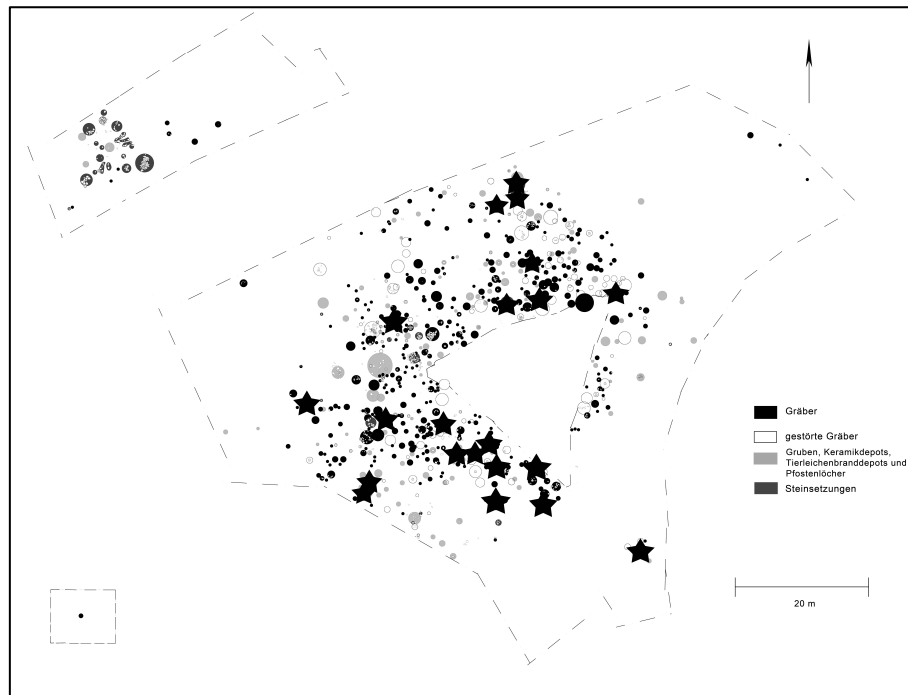 Gräber
gestörte Gräber
Gruben, Keramikdepots,
Tierleichenbranddepots und
Pfostenlöcher
Steinsetzungen
20 m